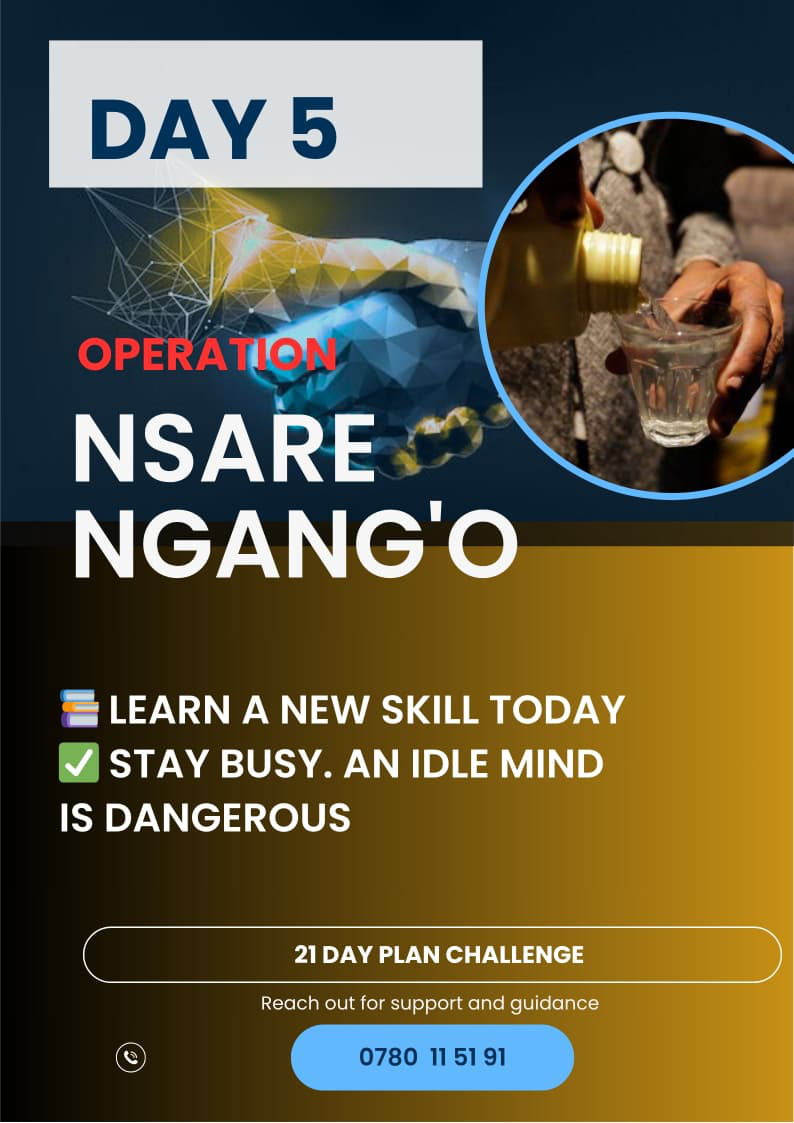 DAY 5
OPERATION
NSARE
NGANG'O
📚 LEARN A NEW SKILL TODAY
✅ STAY BUSY. AN IDLE MIND
IS DANGEROUS
21 DAY PLAN CHALLENGE
Reach out for support and guidance
0780 11 51 91